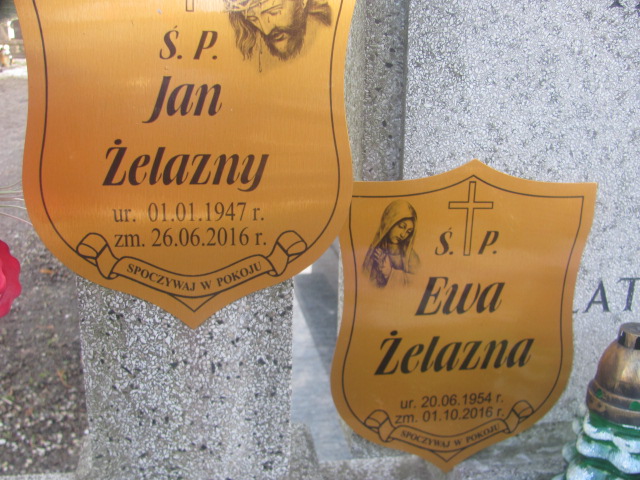 Ś. P.
Jan
Żelazny
ur. 01.01.1947 r.
zm. 26.06.2016 r.
SPOCZYWAJ W POKOJU
Ś. P.
Ewa
Żelazna
ur. 20.06.1954 r.
zm. 01.10.2016 r.
SPOCZYWAJ W POKOJU
LAT